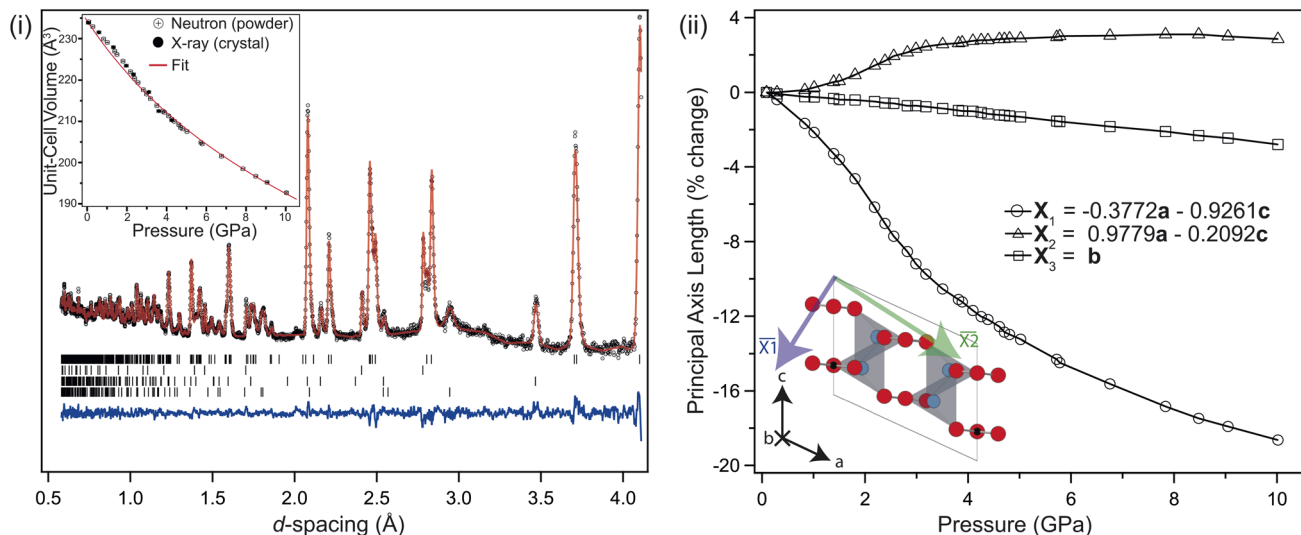 (i)
Unit-Cell Volume (Å³)
230
220
210
200
190
0
2
4
6
8
10
Pressure (GPa)
Neutron (powder)
X-ray (crystal)
Fit
0.5
1.0
1.5
2.0
2.5
3.0
3.5
4.0
d-spacing (Å)
(ii)
Principal Axis Length (% change)
4
0
-4
-8
-12
-16
-20
X₁ = -0.3772a - 0.9261c
X₂ = 0.9779a - 0.2092c
X₃ = b
X1
X2
c
b
a
0
2
4
6
8
10
Pressure (GPa)